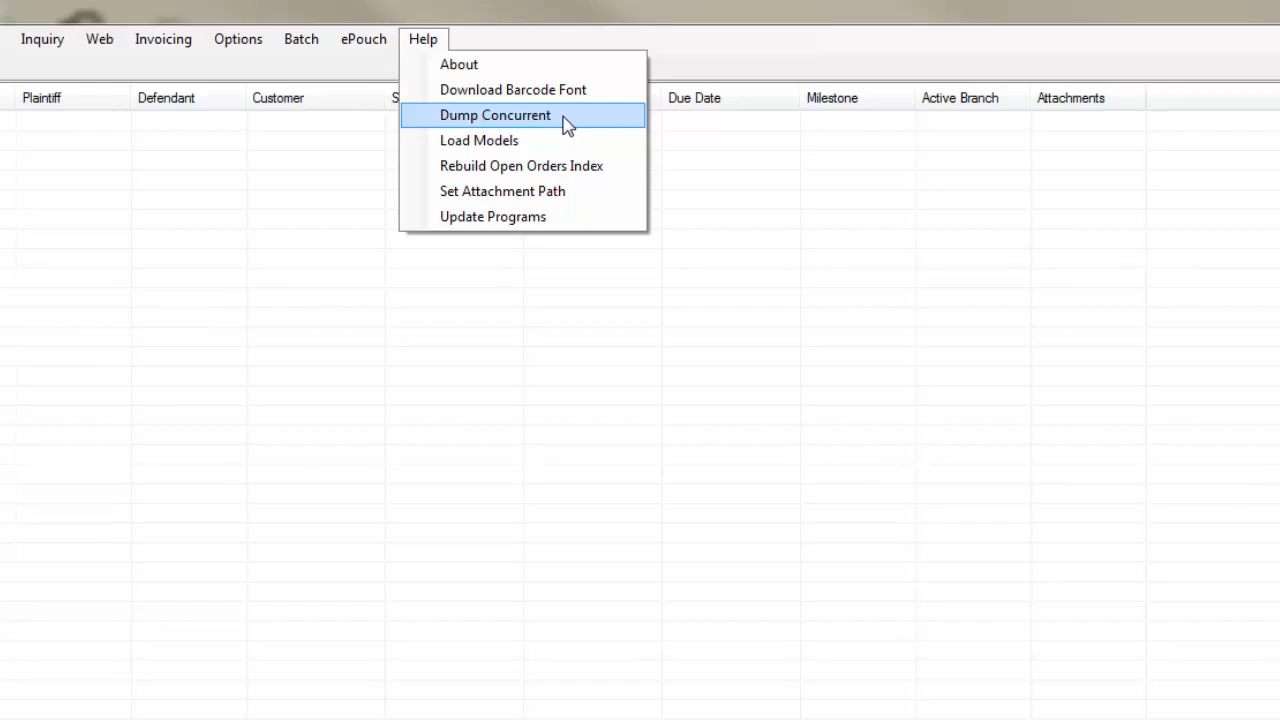 Inquiry Web Invoicing Options Batch ePouch Help
About
Download Barcode Font
Dump Concurrent
Load Models
Rebuild Open Orders Index
Set Attachment Path
Update Programs
Plaintiff Defendant Customer Due Date Milestone Active Branch Attachments